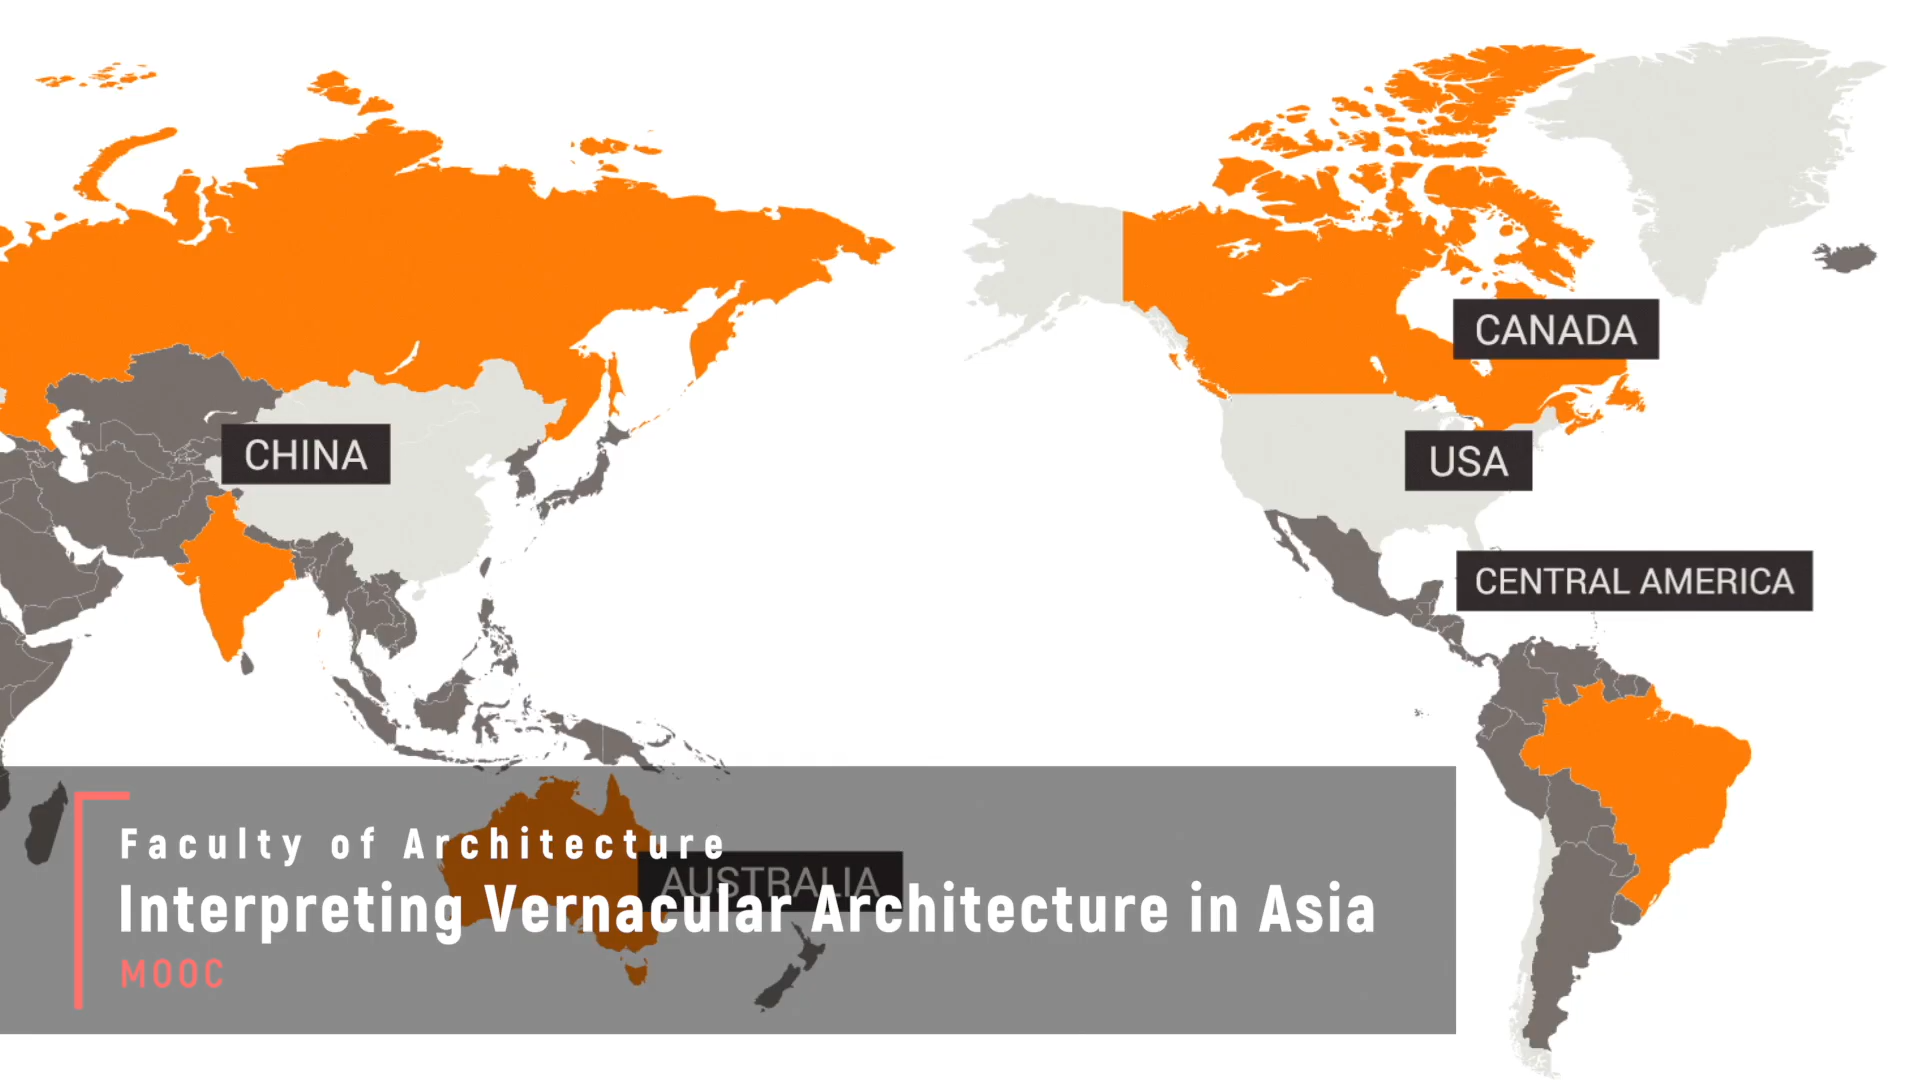 CANADA
CHINA
USA
CENTRAL AMERICA
Faculty of Architecture
AUSTRALIA
Interpreting Vernacular Architecture in Asia
MOOC